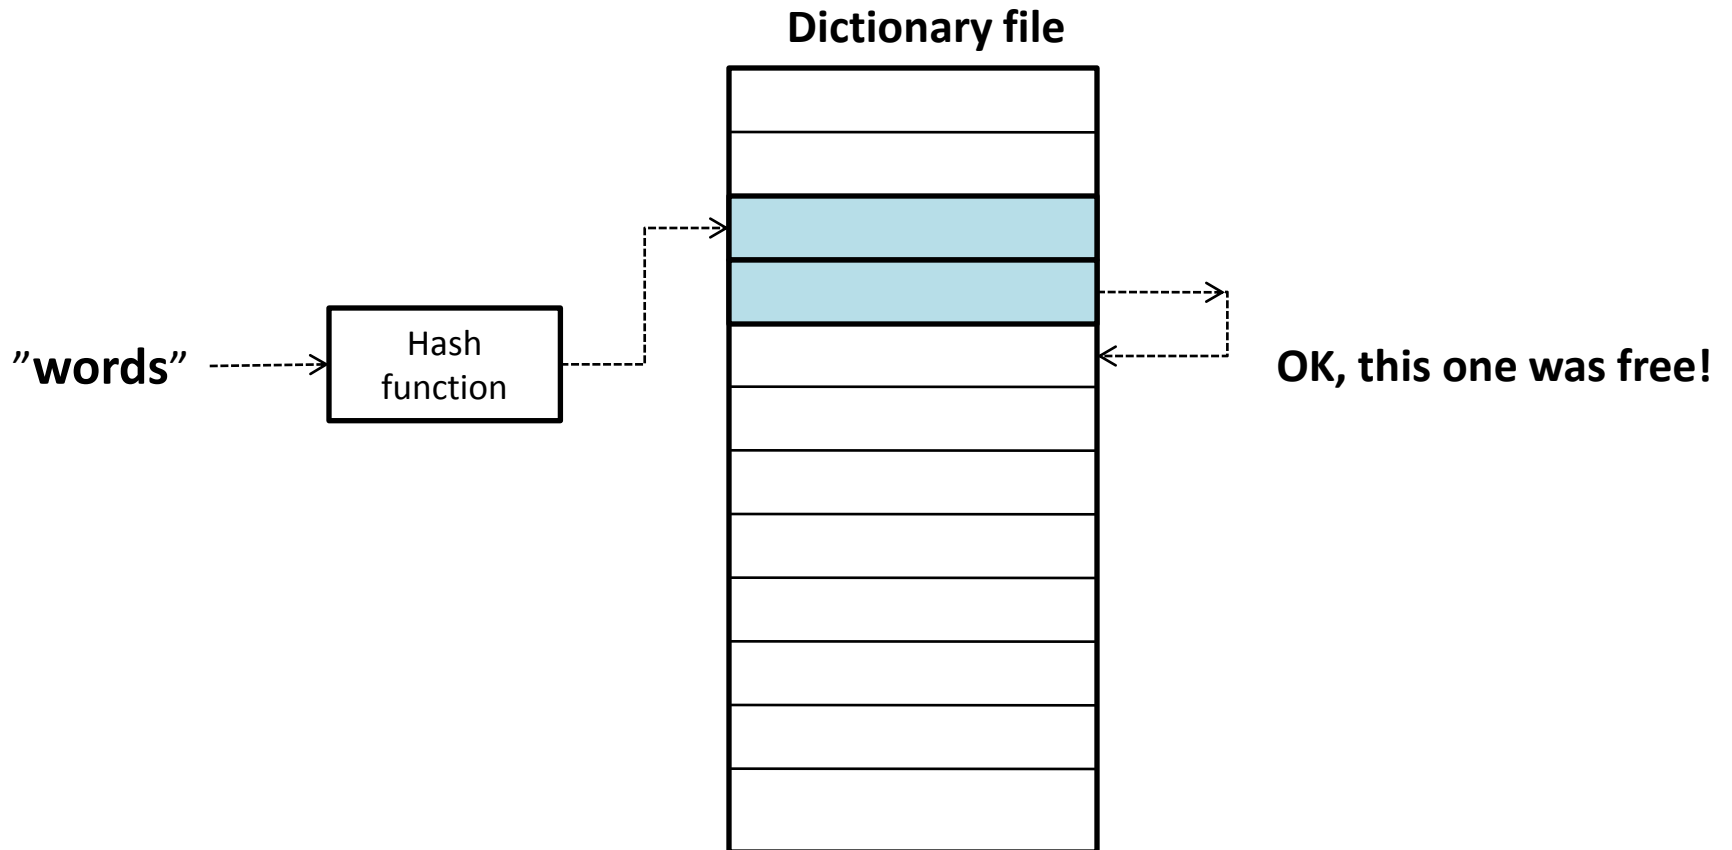 Dictionary file
Hash
function
”words”
OK, this one was free!